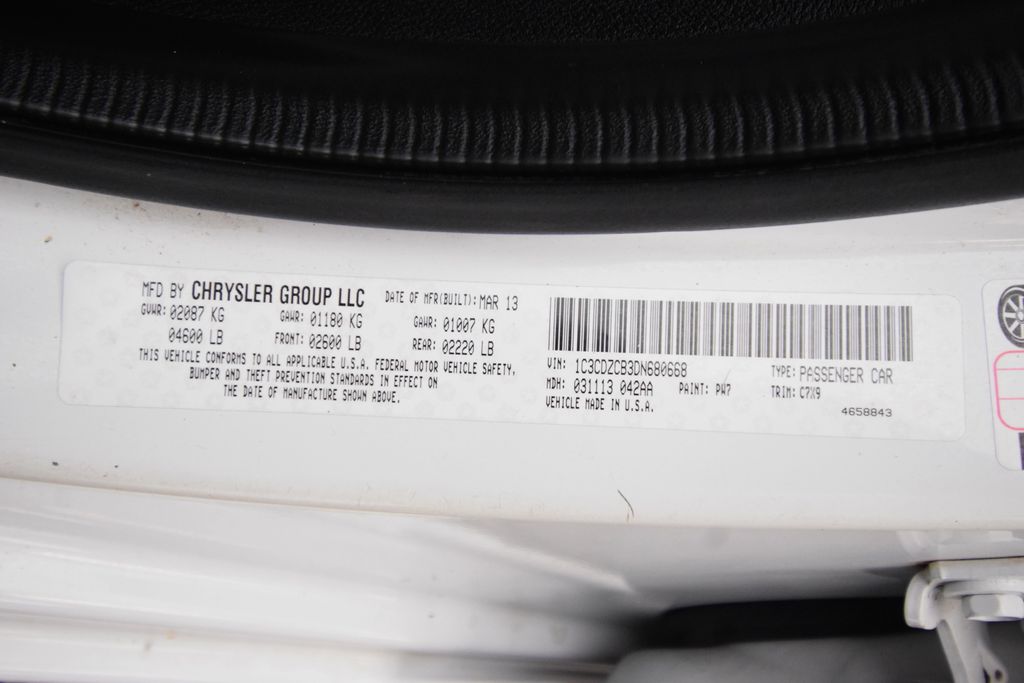 MFD BY CHRYSLER GROUP LLC DATE OF MFR(BUILT): MAR 13
GVWR: 02087 KG GAWR: 01180 KG GAWR: 01007 KG
04600 LB FRONT: 02600 LB REAR: 02220 LB
THIS VEHICLE CONFORMS TO ALL APPLICABLE U.S.A. FEDERAL MOTOR VEHICLE SAFETY,
BUMPER AND THEFT PREVENTION STANDARDS IN EFFECT ON
THE DATE OF MANUFACTURE SHOWN ABOVE.
VIN: 1C3CDZCB3DN680668 TYPE: PASSENGER CAR
MDH: 031113 042AA PAINT: PW7 TRIM: C7X9
VEHICLE MADE IN U.S.A.
4658843